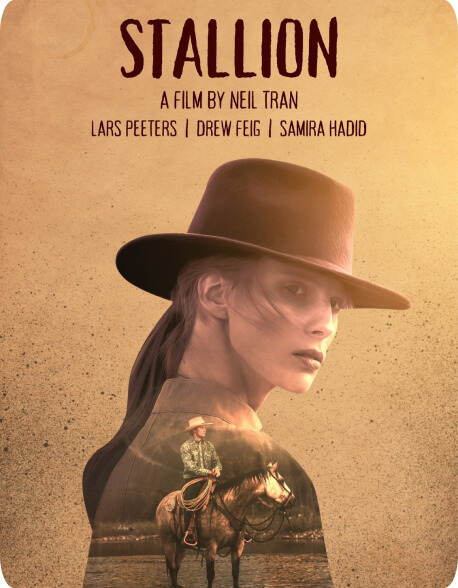 STALLION
A FILM BY NEIL TRAN
LARS PEETERS | DREW FEIG | SAMIRA HADID